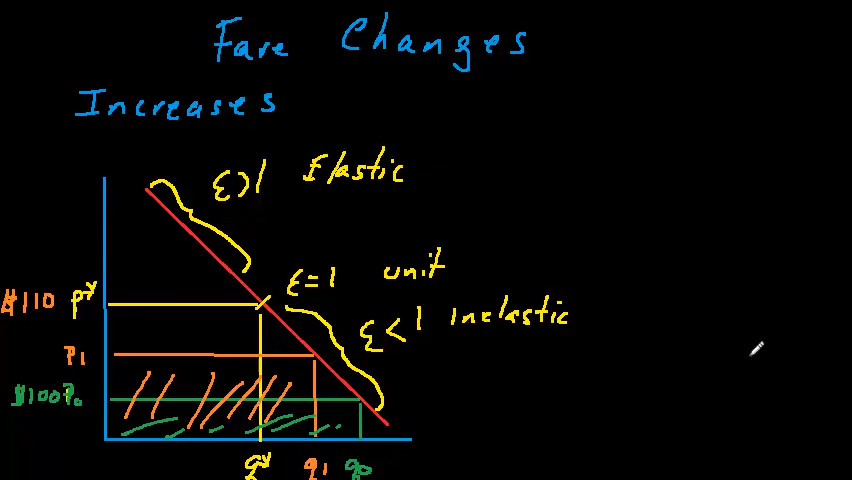 Fare Changes
Increases
ε>1 Elastic
ε=1 unit
$110 p*
ε<1 Inelastic
P1
$100 P0
q* q1 q0